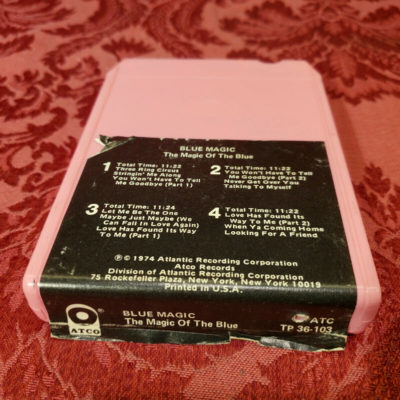 BLUE MAGIC
The Magic Of The Blue
1 Total Time: 11:22
Three Ring Circus
Stringin' Me Along
You Won't Have To Tell
Me Goodbye (Part 1)
2 Total Time: 11:22
You Won't Have To Tell
Me Goodbye (Part 2)
Never Get Over You
Talking To Myself
3 Total Time: 11:24
Let Me Be The One
Maybe Just Maybe (We
Can Fall In Love Again)
Love Has Found Its Way
To Me (Part 1)
4 Total Time: 11:23
Love Has Found Its
Way To Me (Part 2)
When Ya Coming Home
Looking For A Friend
Ⓟ © 1974 Atlantic Recording Corporation
Atco Records
Division of Atlantic Recording Corporation
75 Rockefeller Plaza, New York, New York 10019
Printed in U.S.A.
ATCO
BLUE MAGIC
The Magic Of The Blue
ATC
TP 36-103